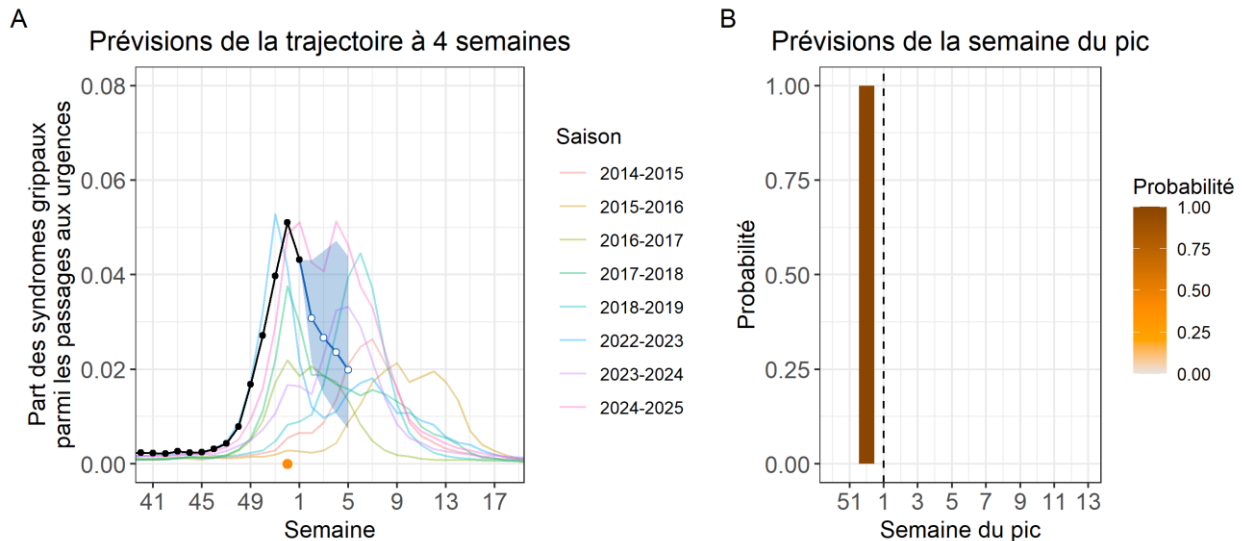 A
Prévisions de la trajectoire à 4 semaines
Part des syndromes grippaux
parmi les passages aux urgences
0.08
0.06
0.04
0.02
0.00
41 45 49 1 5 9 13 17
Semaine
Saison
2014-2015
2015-2016
2016-2017
2017-2018
2018-2019
2022-2023
2023-2024
2024-2025
B
Prévisions de la semaine du pic
Probabilité
1.00
0.75
0.50
0.25
0.00
51 1 3 5 7 9 11 13
Semaine du pic
Probabilité
1.00
0.75
0.50
0.25
0.00